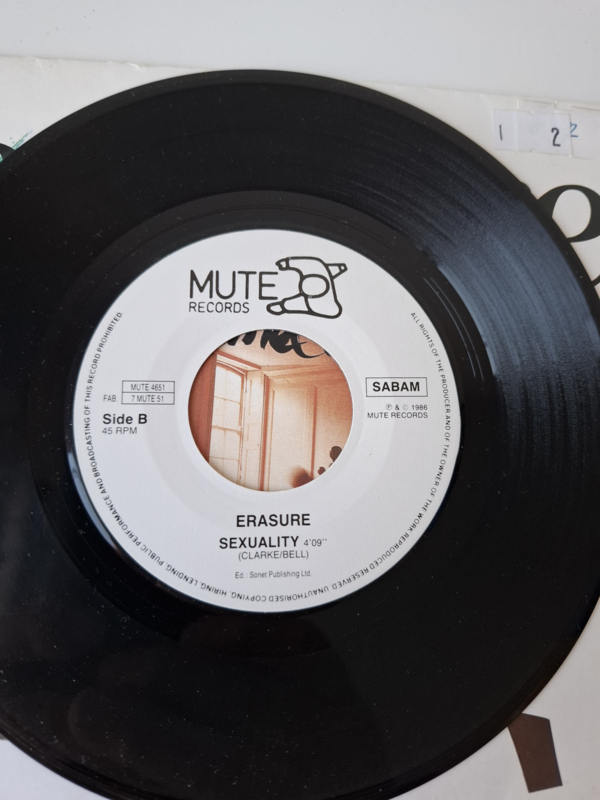 1 2 2
MUTE
RECORDS
MUTE 4651
FAB 7 MUTE 51
Side B
45 RPM
SABAM
℗ & © 1986
MUTE RECORDS
ERASURE
SEXUALITY 4'09''
(CLARKE/BELL)
Ed.: Sonet Publishing Ltd.
ALL RIGHTS OF THE PRODUCER AND OF THE OWNER OF THE WORK REPRODUCED RESERVED. UNAUTHORISED COPYING, HIRING, LENDING, PUBLIC PERFORMANCE AND BROADCASTING OF THIS RECORD PROHIBITED.